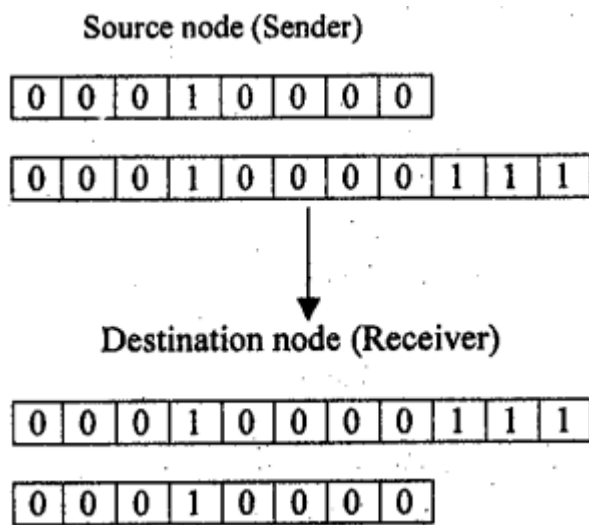 Source node (Sender)
0 0 0 1 0 0 0 0
0 0 0 1 0 0 0 0 1 1 1
Destination node (Receiver)
0 0 0 1 0 0 0 0 1 1 1
0 0 0 1 0 0 0 0